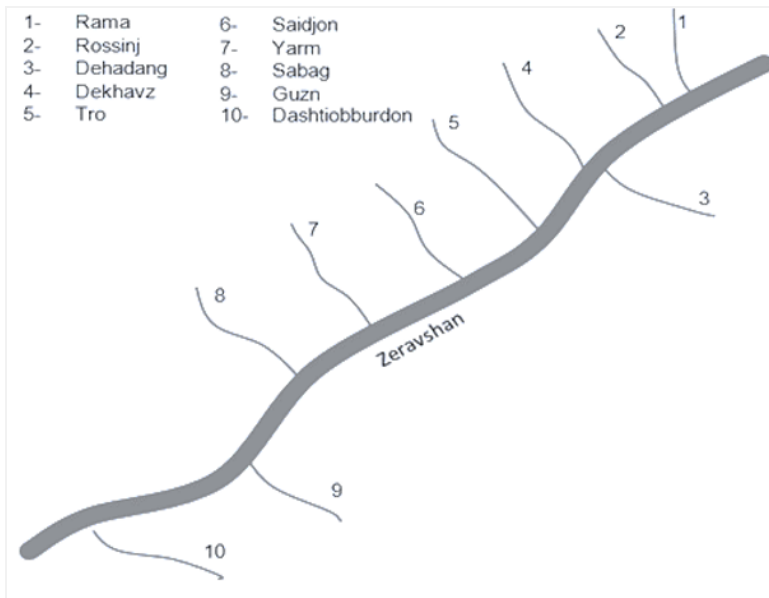 1- Rama 6- Saidjon
2- Rossinj 7- Yarm
3- Dehadang 8- Sabag
4- Dekhavz 9- Guzn
5- Tro 10- Dashtiobburdon
1
2
4
5
3
6
7
8
Zeravshan
9
10